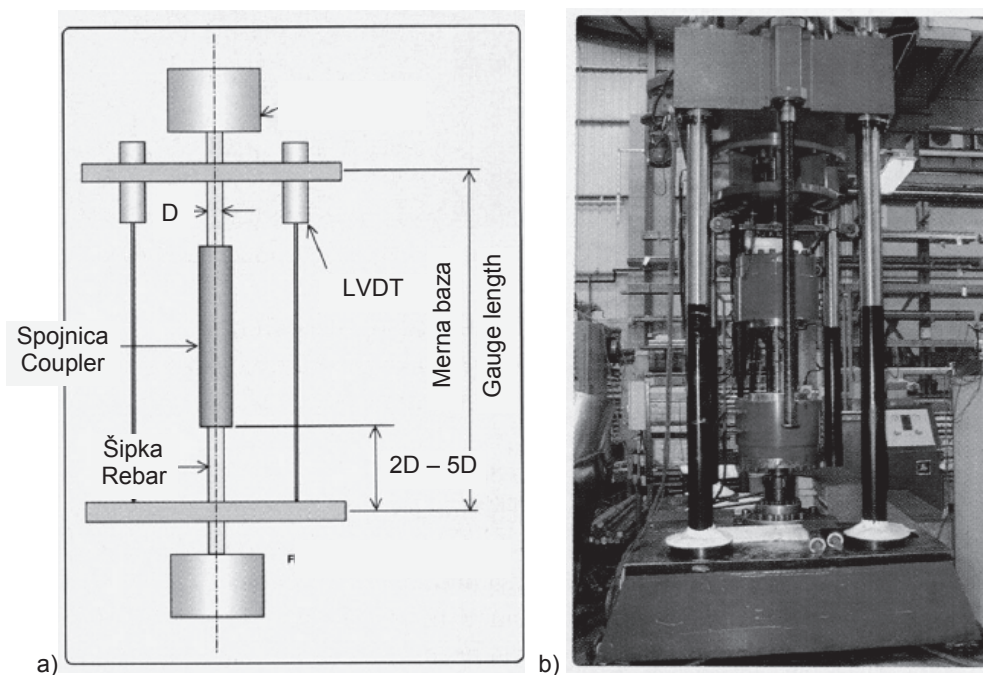 D
LVDT
Spojnica
Coupler
Merna baza
Gauge length
Šipka
Rebar
2D – 5D
a)
b)